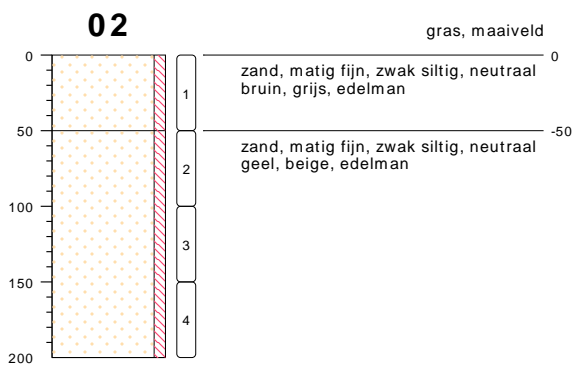 02
gras, maaiveld
0
0
zand, matig fijn, zwak siltig, neutraal
bruin, grijs, edelman
1
50
-50
zand, matig fijn, zwak siltig, neutraal
geel, beige, edelman
2
100
3
150
4
200